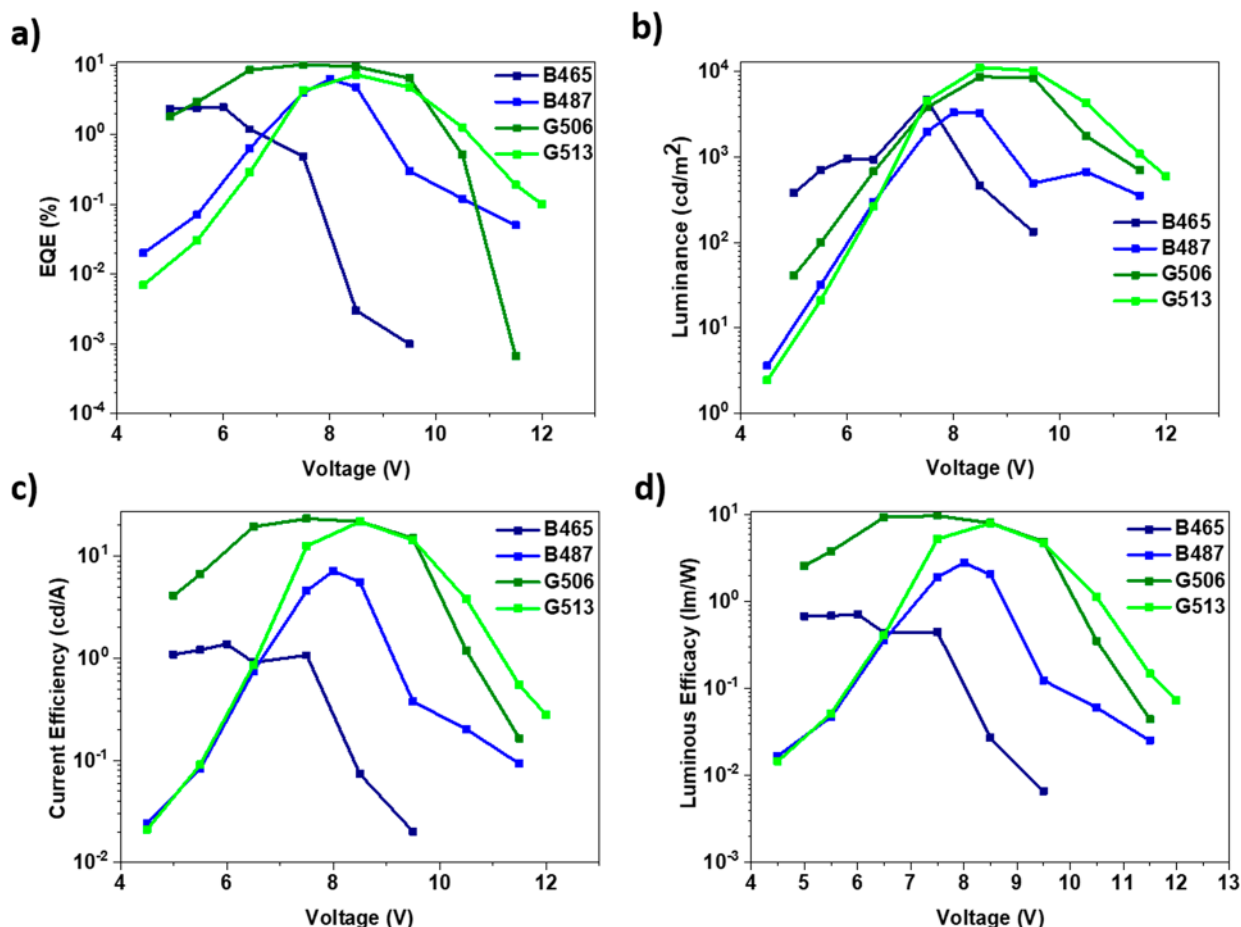 a)
EQE (%)
10^1
10^0
10^-1
10^-2
10^-3
10^-4
4 6 8 10 12
Voltage (V)
B465
B487
G506
G513
b)
Luminance (cd/m^2)
10^4
10^3
10^2
10^1
10^0
4 6 8 10 12
Voltage (V)
B465
B487
G506
G513
c)
Current Efficiency (cd/A)
10^1
10^0
10^-1
10^-2
4 6 8 10 12
Voltage (V)
B465
B487
G506
G513
d)
Luminous Efficacy (lm/W)
10^1
10^0
10^-1
10^-2
10^-3
4 5 6 7 8 9 10 11 12 13
Voltage (V)
B465
B487
G506
G513